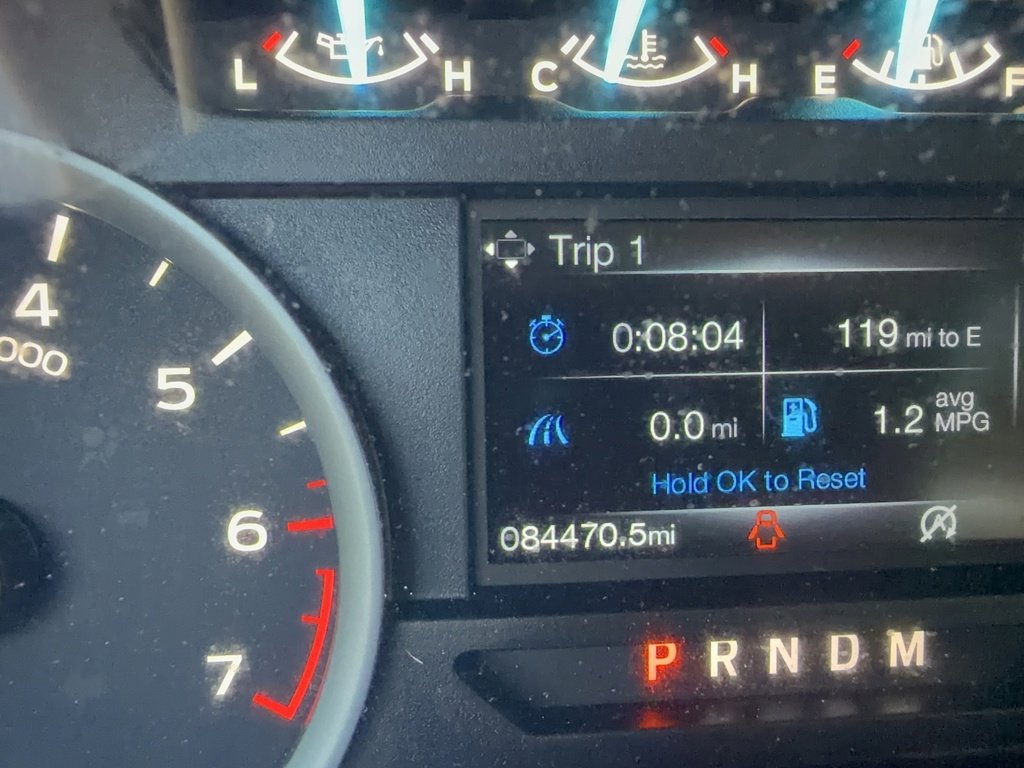 L H C H E F
Trip 1
0:08:04 119 mi to E
0.0 mi 1.2 avg MPG
Hold OK to Reset
084470.5mi
P R N D M
4
000
5
6
7